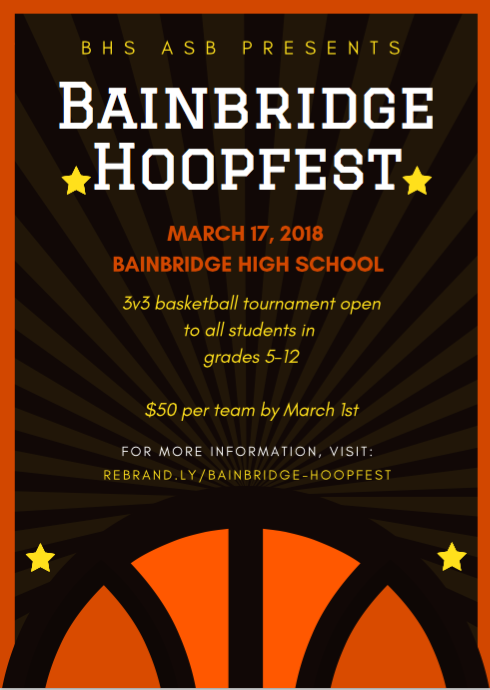 BHS ASB PRESENTS
BAINBRIDGE
HOOPFEST
MARCH 17, 2018
BAINBRIDGE HIGH SCHOOL
3v3 basketball tournament open
to all students in
grades 5-12
$50 per team by March 1st
FOR MORE INFORMATION, VISIT:
REBRAND.LY/BAINBRIDGE-HOOPFEST